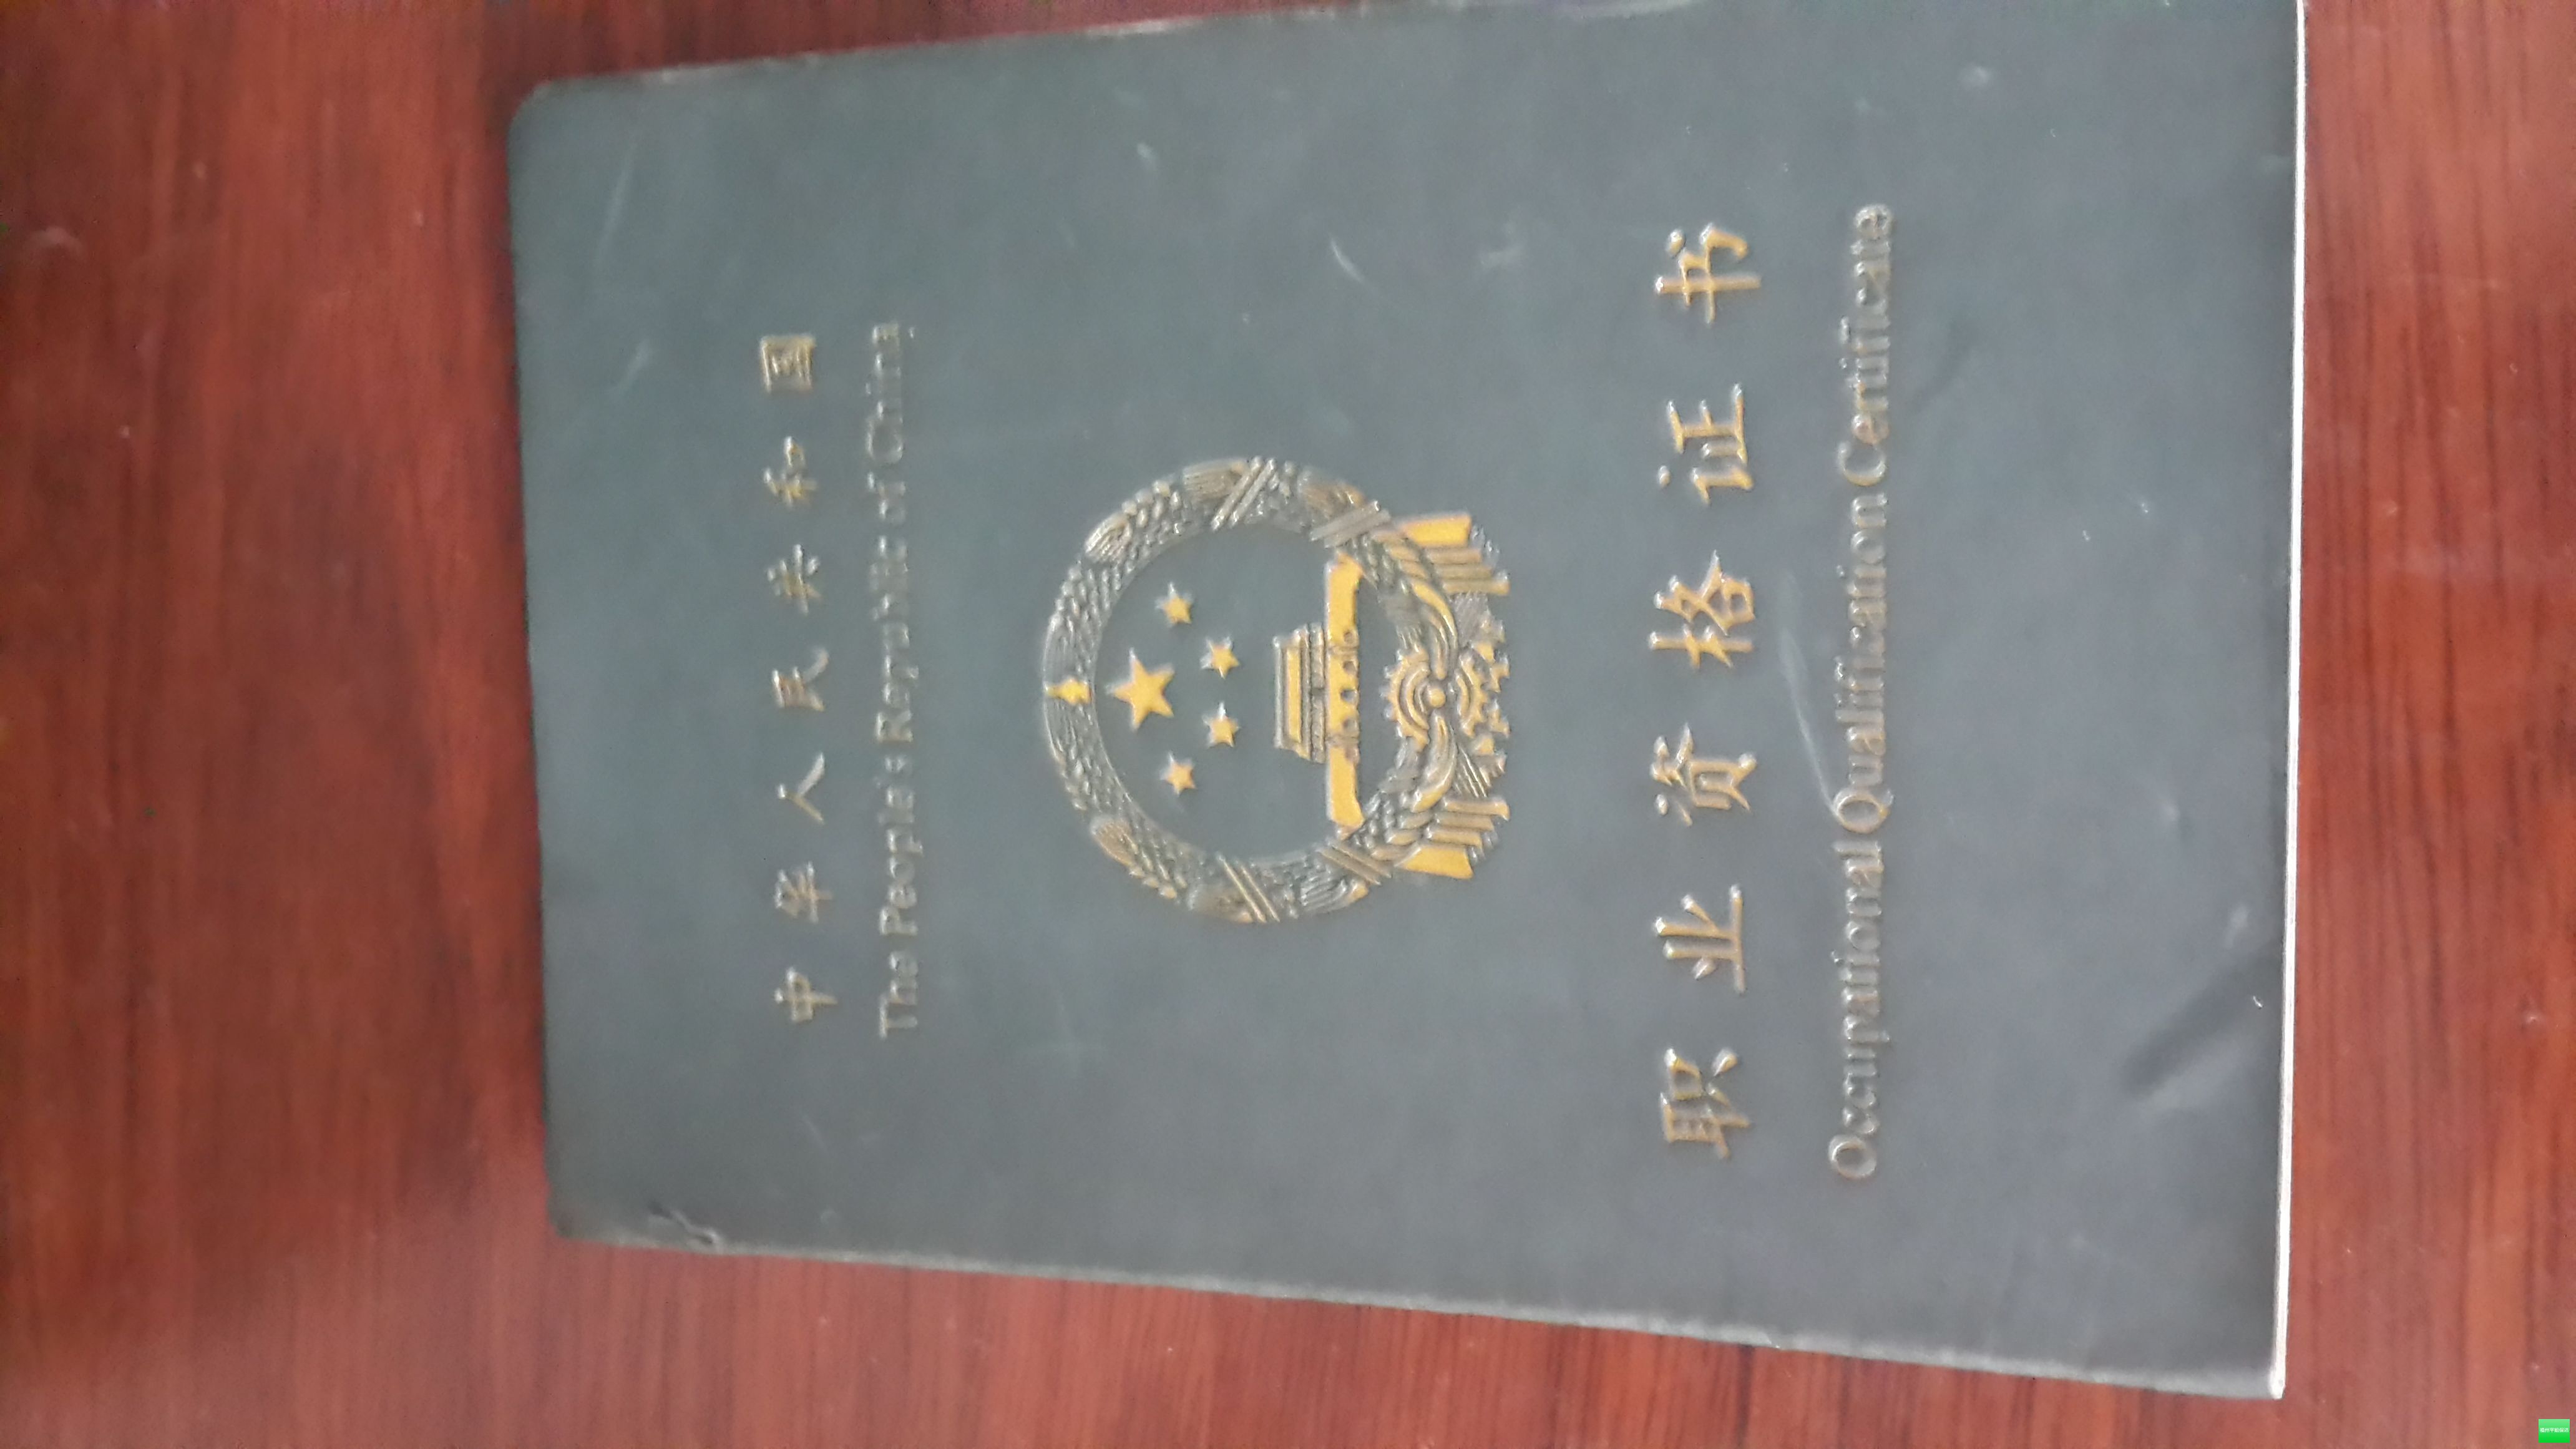 中华人民共和国
The People's Republic of China
职业资格证书
Occupational Qualification Certificate